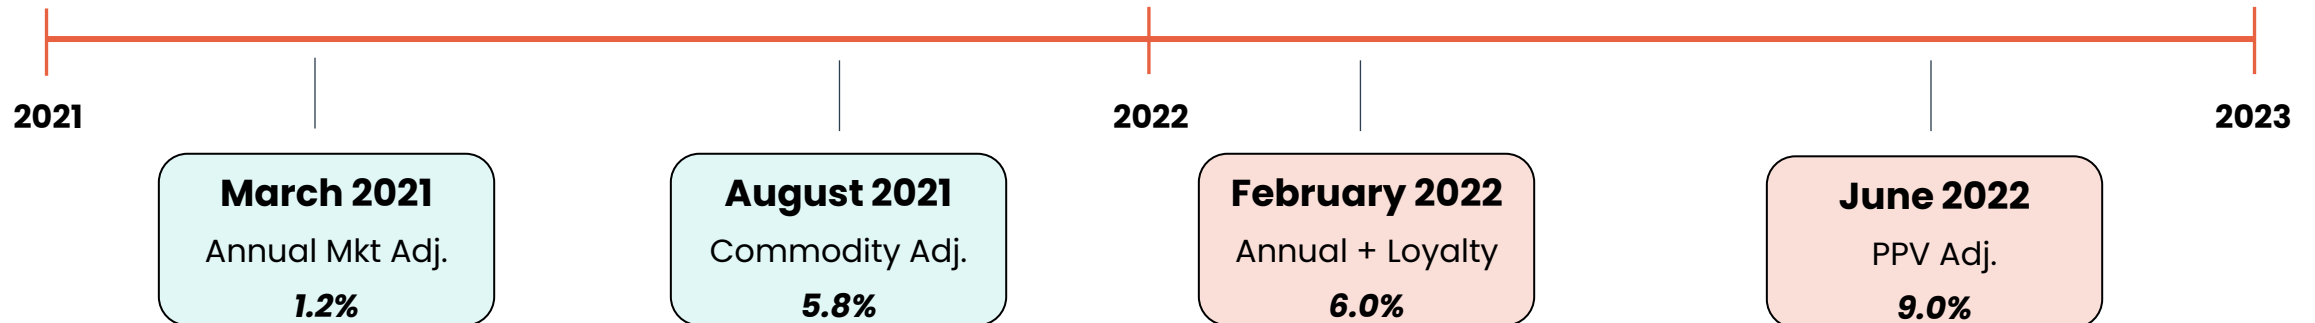 2021
2022
2023
March 2021
Annual Mkt Adj.
1.2%
August 2021
Commodity Adj.
5.8%
February 2022
Annual + Loyalty
6.0%
June 2022
PPV Adj.
9.0%